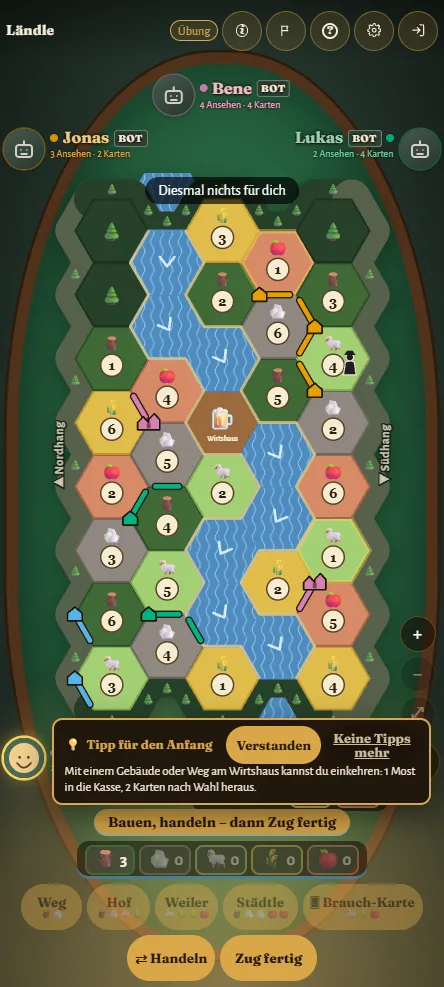 Ländle
Übung
Bene BOT
4 Ansehen · 4 Karten
Jonas BOT
3 Ansehen · 2 Karten
Lukas BOT
2 Ansehen · 4 Karten
Diesmal nichts für dich
3
1
2
3
6
1
4
4
5
6
Wirtshaus
2
5
◀ Nordhang
Südhang ▶
2
2
6
4
3
1
5
2
6
5
4
3
1
4
+
−
Tipp für den Anfang
Verstanden
Keine Tipps
mehr
Mit einem Gebäude oder Weg am Wirtshaus kannst du einkehren: 1 Most
in die Kasse, 2 Karten nach Wahl heraus.
Bauen, handeln – dann Zug fertig
3 0 0 0 0
Weg Hof Weiler Städtle Brauch-Karte
⇄ Handeln Zug fertig